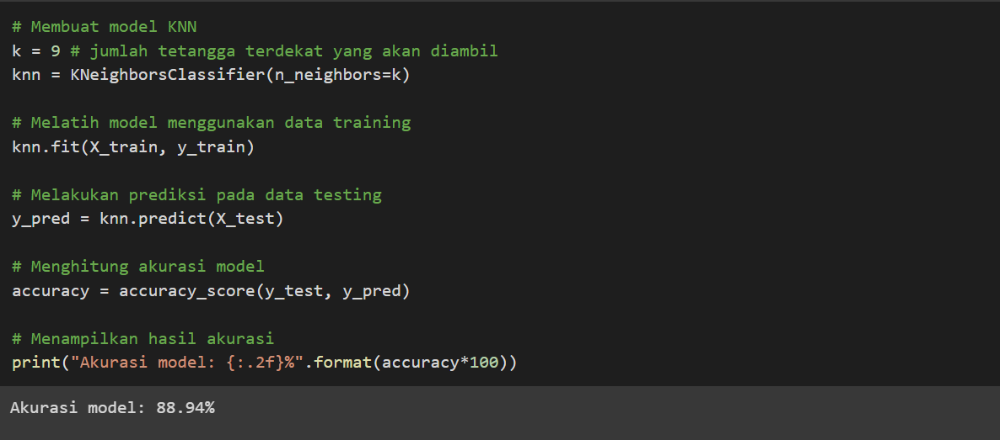 # Membuat model KNN
k = 9 # jumlah tetangga terdekat yang akan diambil
knn = KNeighborsClassifier(n_neighbors=k)
# Melatih model menggunakan data training
knn.fit(X_train, y_train)
# Melakukan prediksi pada data testing
y_pred = knn.predict(X_test)
# Menghitung akurasi model
accuracy = accuracy_score(y_test, y_pred)
# Menampilkan hasil akurasi
print("Akurasi model: {:.2f}%".format(accuracy*100))
Akurasi model: 88.94%